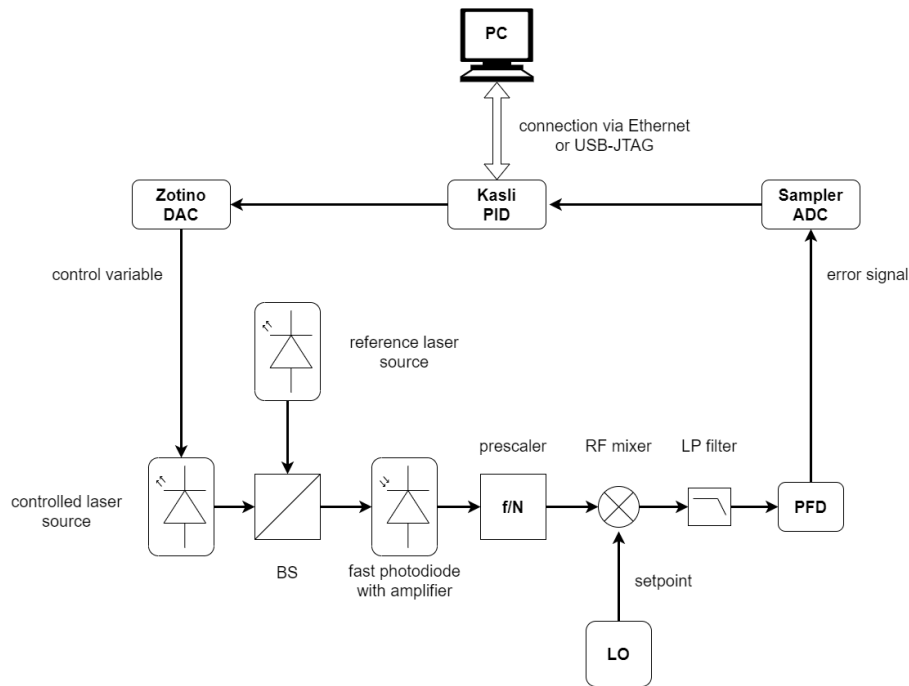 PC
connection via Ethernet
or USB-JTAG
Zotino
DAC
Kasli
PID
Sampler
ADC
control variable
error signal
reference laser
source
prescaler
RF mixer
LP filter
controlled laser
source
f/N
PFD
BS
fast photodiode
with amplifier
setpoint
LO